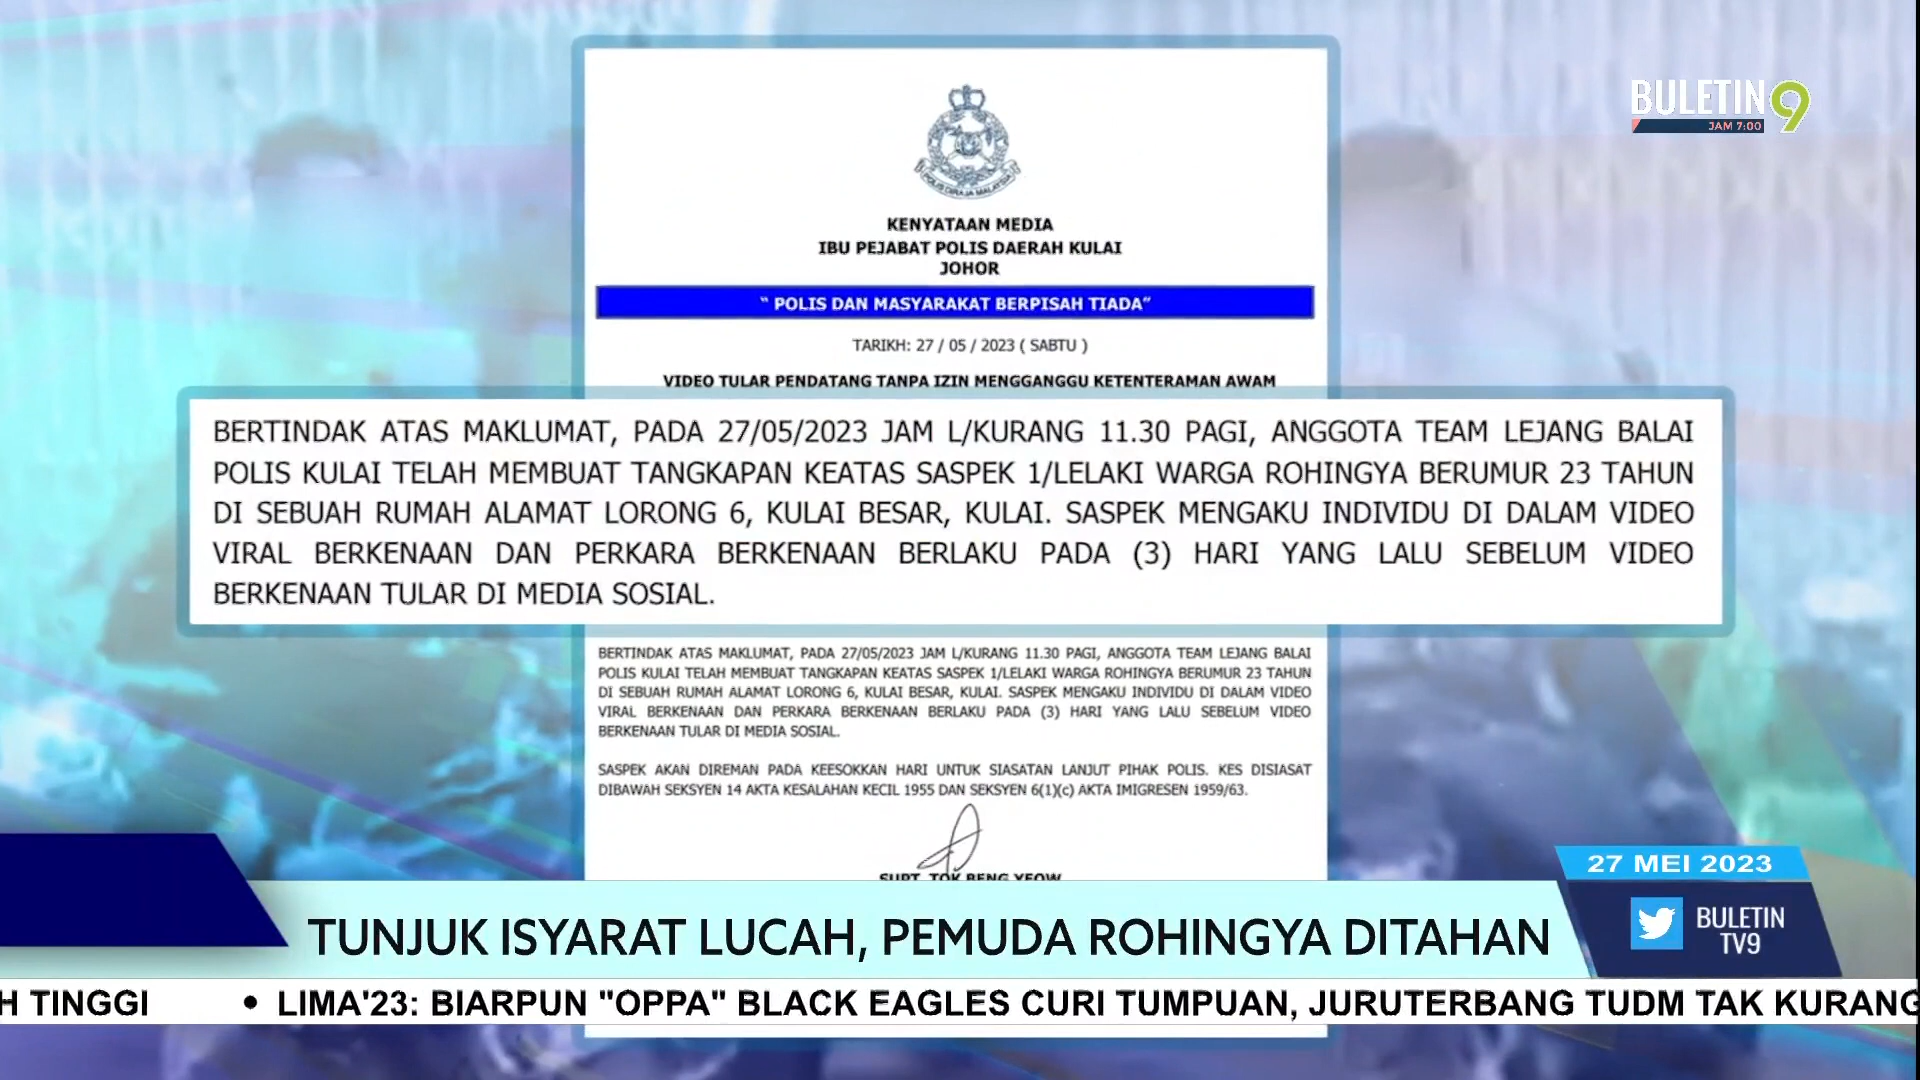 BULETIN 9
JAM 7:00
POLIS DIRAJA MALAYSIA
KENYATAAN MEDIA
IBU PEJABAT POLIS DAERAH KULAI
JOHOR
" POLIS DAN MASYARAKAT BERPISAH TIADA"
TARIKH: 27 / 05 / 2023 ( SABTU )
VIDEO TULAR PENDATANG TANPA IZIN MENGGANGGU KETENTERAMAN AWAM
BERTINDAK ATAS MAKLUMAT, PADA 27/05/2023 JAM L/KURANG 11.30 PAGI, ANGGOTA TEAM LEJANG BALAI
POLIS KULAI TELAH MEMBUAT TANGKAPAN KEATAS SASPEK 1/LELAKI WARGA ROHINGYA BERUMUR 23 TAHUN
DI SEBUAH RUMAH ALAMAT LORONG 6, KULAI BESAR, KULAI. SASPEK MENGAKU INDIVIDU DI DALAM VIDEO
VIRAL BERKENAAN DAN PERKARA BERKENAAN BERLAKU PADA (3) HARI YANG LALU SEBELUM VIDEO
BERKENAAN TULAR DI MEDIA SOSIAL.
BERTINDAK ATAS MAKLUMAT, PADA 27/05/2023 JAM L/KURANG 11.30 PAGI, ANGGOTA TEAM LEJANG BALAI
POLIS KULAI TELAH MEMBUAT TANGKAPAN KEATAS SASPEK 1/LELAKI WARGA ROHINGYA BERUMUR 23 TAHUN
DI SEBUAH RUMAH ALAMAT LORONG 6, KULAI BESAR, KULAI. SASPEK MENGAKU INDIVIDU DI DALAM VIDEO
VIRAL BERKENAAN DAN PERKARA BERKENAAN BERLAKU PADA (3) HARI YANG LALU SEBELUM VIDEO
BERKENAAN TULAR DI MEDIA SOSIAL.
SASPEK AKAN DIREMAN PADA KEESOKKAN HARI UNTUK SIASATAN LANJUT PIHAK POLIS. KES DISIASAT
DIBAWAH SEKSYEN 14 AKTA KESALAHAN KECIL 1955 DAN SEKSYEN 6(1)(c) AKTA IMIGRESEN 1959/63.
SUPT. TOK BENG YEOW
27 MEI 2023
TUNJUK ISYARAT LUCAH, PEMUDA ROHINGYA DITAHAN
BULETIN
TV9
H TINGGI • LIMA'23: BIARPUN "OPPA" BLACK EAGLES CURI TUMPUAN, JURUTERBANG TUDM TAK KURANG